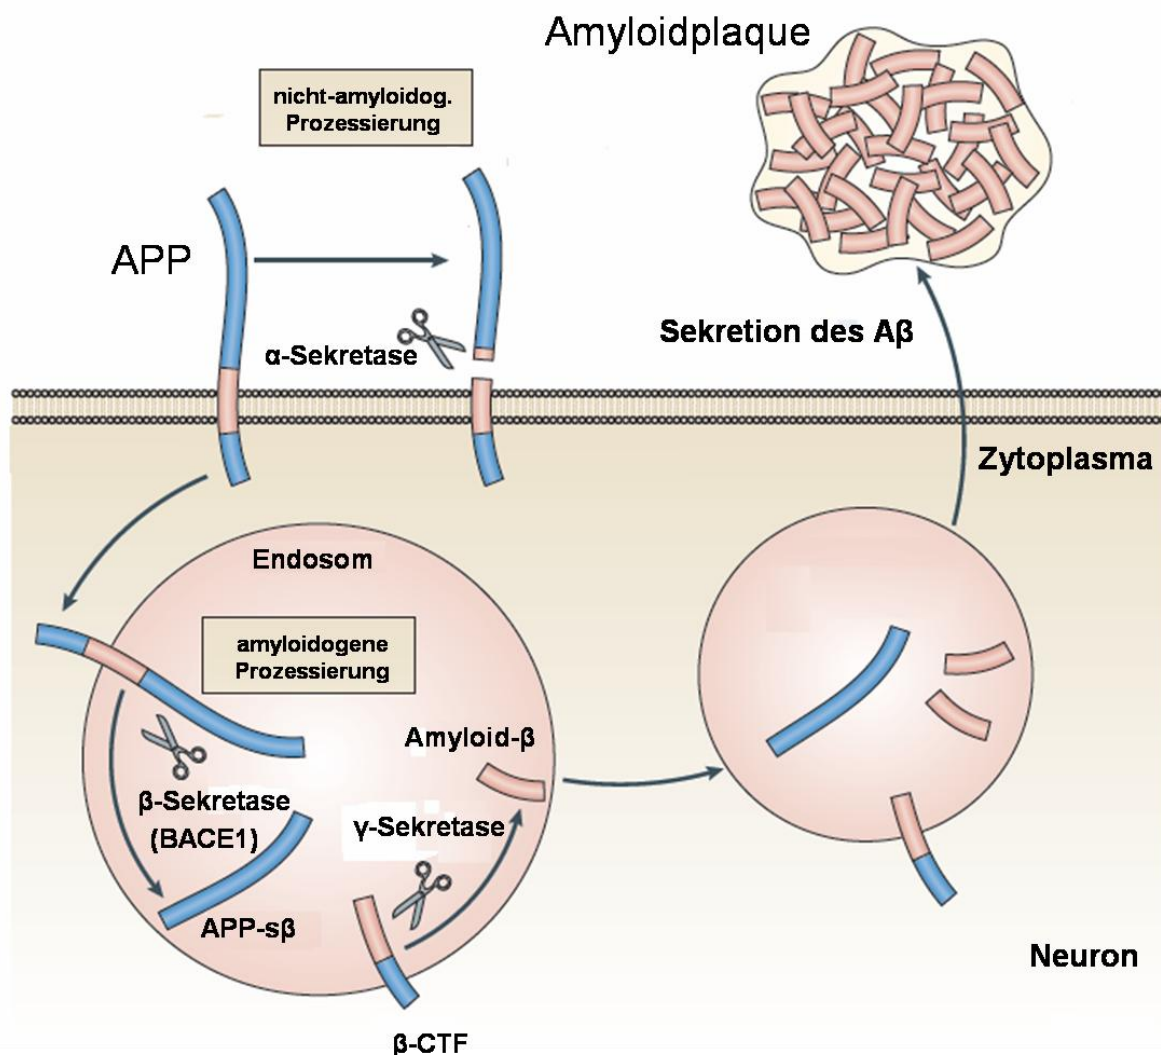 Amyloidplaque
nicht-amyloidog.
Prozessierung
APP
α-Sekretase
Sekretion des Aβ
Zytoplasma
Endosom
amyloidogene
Prozessierung
Amyloid-β
β-Sekretase
(BACE1)
γ-Sekretase
APP-sβ
β-CTF
Neuron